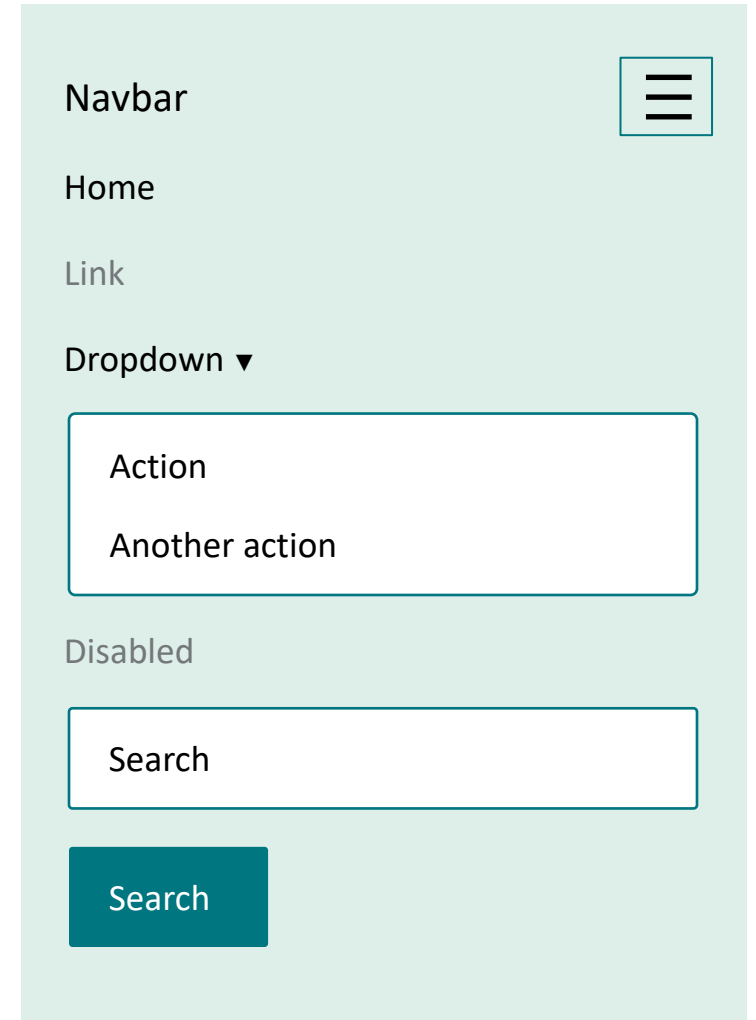 Navbar
Home
Link
Dropdown ▼
Action
Another action
Disabled
Search
Search